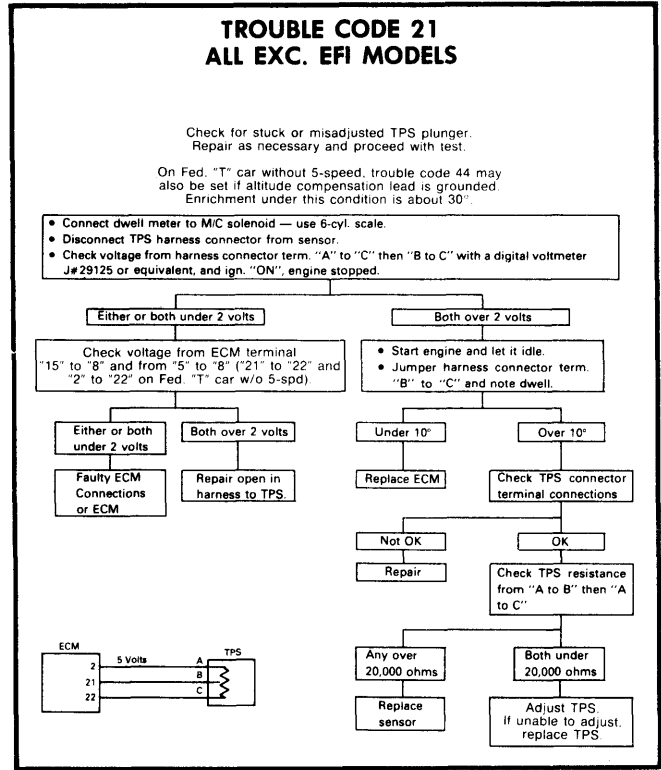 TROUBLE CODE 21
ALL EXC. EFI MODELS
Check for stuck or misadjusted TPS plunger.
Repair as necessary and proceed with test.
On Fed. "T" car without 5-speed, trouble code 44 may
also be set if altitude compensation lead is grounded.
Enrichment under this condition is about 30°.
• Connect dwell meter to M/C solenoid — use 6-cyl. scale.
• Disconnect TPS harness connector from sensor.
• Check voltage from harness connector term. "A" to "C" then "B to C" with a digital voltmeter
J#29125 or equivalent, and ign. "ON", engine stopped.
Either or both under 2 volts
Both over 2 volts
Check voltage from ECM terminal
"15" to "8" and from "5" to "8" ("21" to "22" and
"2" to "22" on Fed. "T" car w/o 5-spd).
• Start engine and let it idle.
• Jumper harness connector term.
"B" to "C" and note dwell.
Either or both
under 2 volts
Both over 2 volts
Under 10°
Over 10°
Faulty ECM
Connections
or ECM
Repair open in
harness to TPS.
Replace ECM
Check TPS connector
terminal connections
Not OK
OK
Repair
Check TPS resistance
from "A to B" then "A
to C"
Any over
20,000 ohms
Both under
20,000 ohms
Replace
sensor
Adjust TPS.
If unable to adjust.
replace TPS.
ECM
5 Volts
TPS
2
A
21
B
22
C